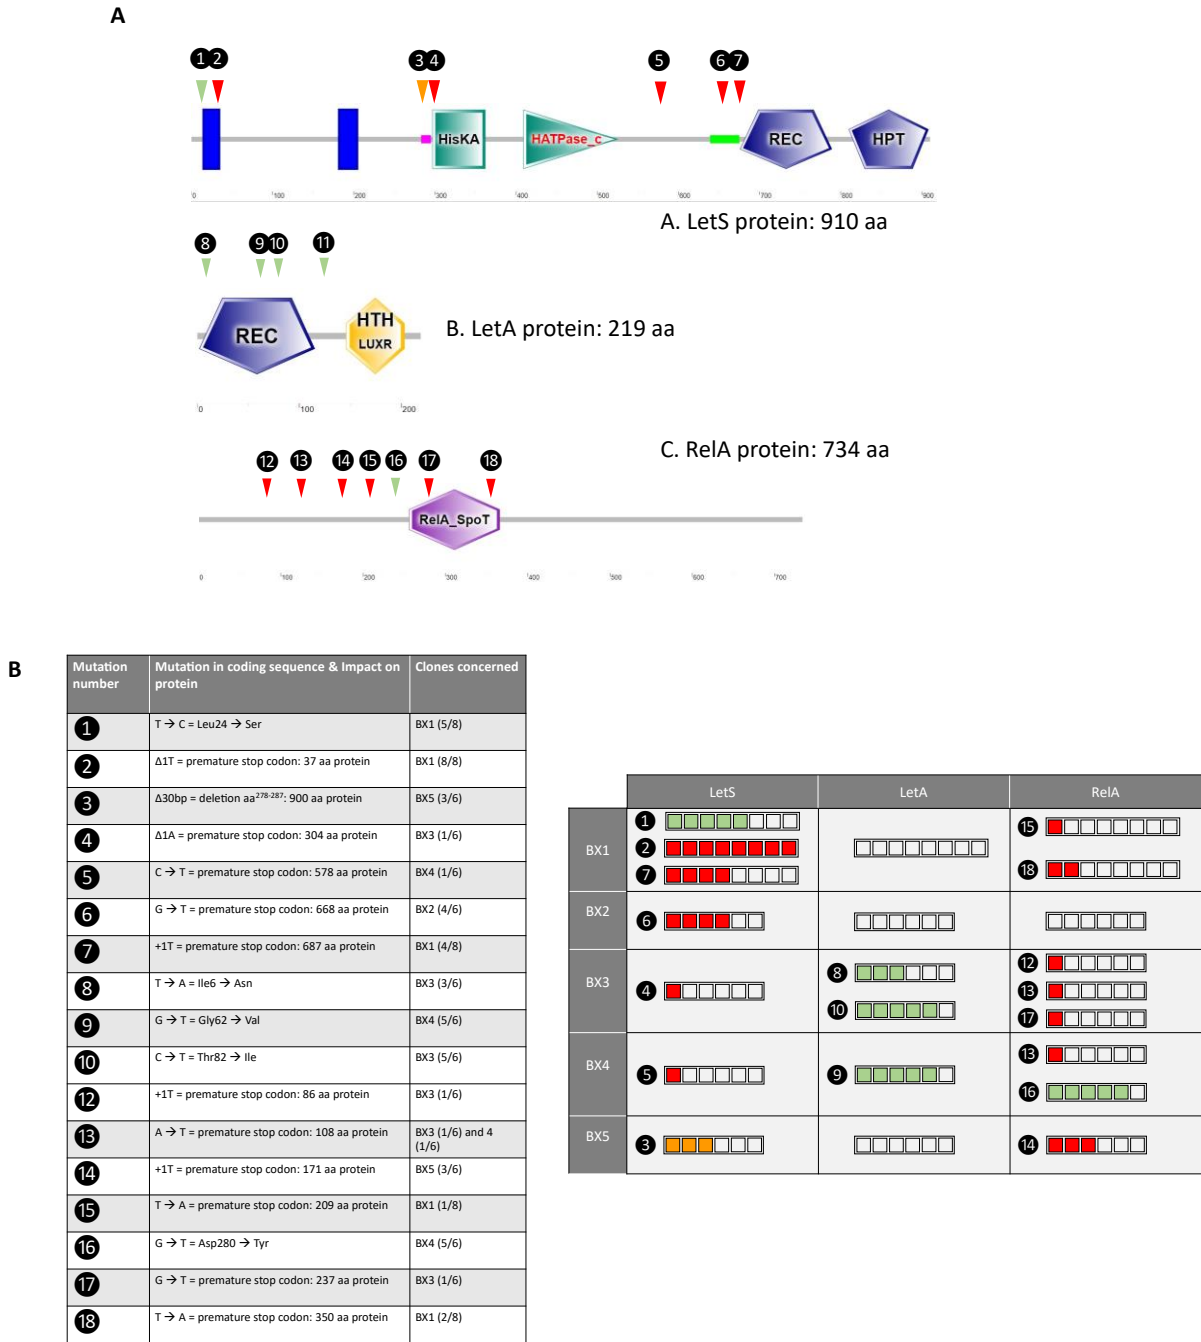 A
1 2 3 4 5 6 7
HisKA HATPase_c REC HPT
0 100 200 300 400 500 600 700 800 900
A. LetS protein: 910 aa
8 9 10 11
REC HTH LUXR
B. LetA protein: 219 aa
0 100 200
C. RelA protein: 734 aa
12 13 14 15 16 17 18
RelA_SpoT
0 100 200 300 400 500 600 700
B
Mutation number Mutation in coding sequence & Impact on protein Clones concerned
1 T → C = Leu24 → Ser BX1 (5/8)
2 Δ1T = premature stop codon: 37 aa protein BX1 (8/8)
3 Δ30bp = deletion aa278-287: 900 aa protein BX5 (3/6)
4 Δ1A = premature stop codon: 304 aa protein BX3 (1/6)
5 C → T = premature stop codon: 578 aa protein BX4 (1/6)
6 G → T = premature stop codon: 668 aa protein BX2 (4/6)
7 +1T = premature stop codon: 687 aa protein BX1 (4/8)
8 T → A = Ile6 → Asn BX3 (3/6)
9 G → T = Gly62 → Val BX4 (5/6)
10 C → T = Thr82 → Ile BX3 (5/6)
12 +1T = premature stop codon: 86 aa protein BX3 (1/6)
13 A → T = premature stop codon: 108 aa protein BX3 (1/6) and 4 (1/6)
14 +1T = premature stop codon: 171 aa protein BX5 (3/6)
15 T → A = premature stop codon: 209 aa protein BX1 (1/8)
16 G → T = Asp280 → Tyr BX4 (5/6)
17 G → T = premature stop codon: 237 aa protein BX3 (1/6)
18 T → A = premature stop codon: 350 aa protein BX1 (2/8)
LetS LetA RelA
BX1 1 2 7 15 18
BX2 6
BX3 4 8 10 12 13 17
BX4 5 9 13 16
BX5 3 14